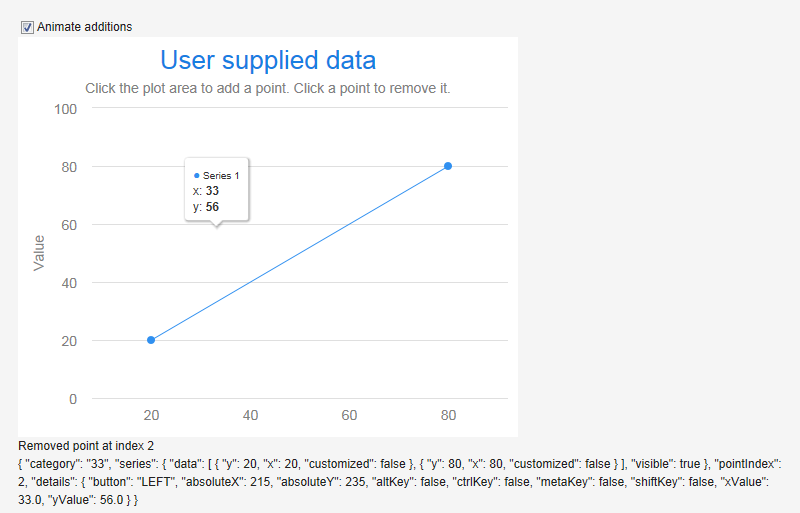 Animate additions
User supplied data
Click the plot area to add a point. Click a point to remove it.
100
80
Series 1
x: 33
y: 56
60
Value
40
20
0
20 40 60 80
Removed point at index 2
{ "category": "33", "series": { "data": [ { "y": 20, "x": 20, "customized": false }, { "y": 80, "x": 80, "customized": false } ], "visible": true }, "pointIndex":
2, "details": { "button": "LEFT", "absoluteX": 215, "absoluteY": 235, "altKey": false, "ctrlKey": false, "metaKey": false, "shiftKey": false, "xValue":
33.0, "yValue": 56.0 } }